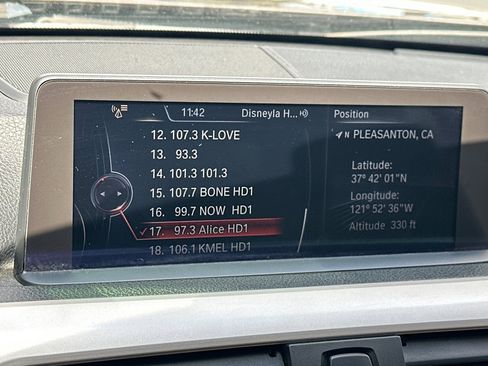 11:42 Disneyla H... Position
12. 107.3 K-LOVE
13. 93.3
14. 101.3 101.3
15. 107.7 BONE HD1
16. 99.7 NOW HD1
✓17. 97.3 Alice HD1
18. 106.1 KMEL HD1
N PLEASANTON, CA
Latitude:
37° 42' 01"N
Longitude:
121° 52' 36"W
Altitude 330 ft